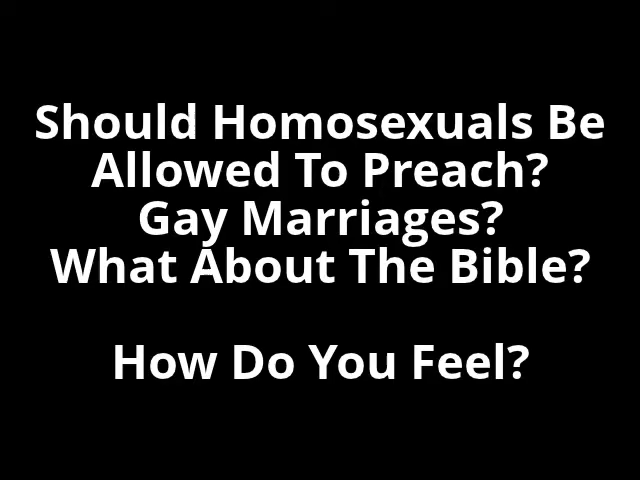 Should Homosexuals Be
Allowed To Preach?
Gay Marriages?
What About The Bible?
How Do You Feel?